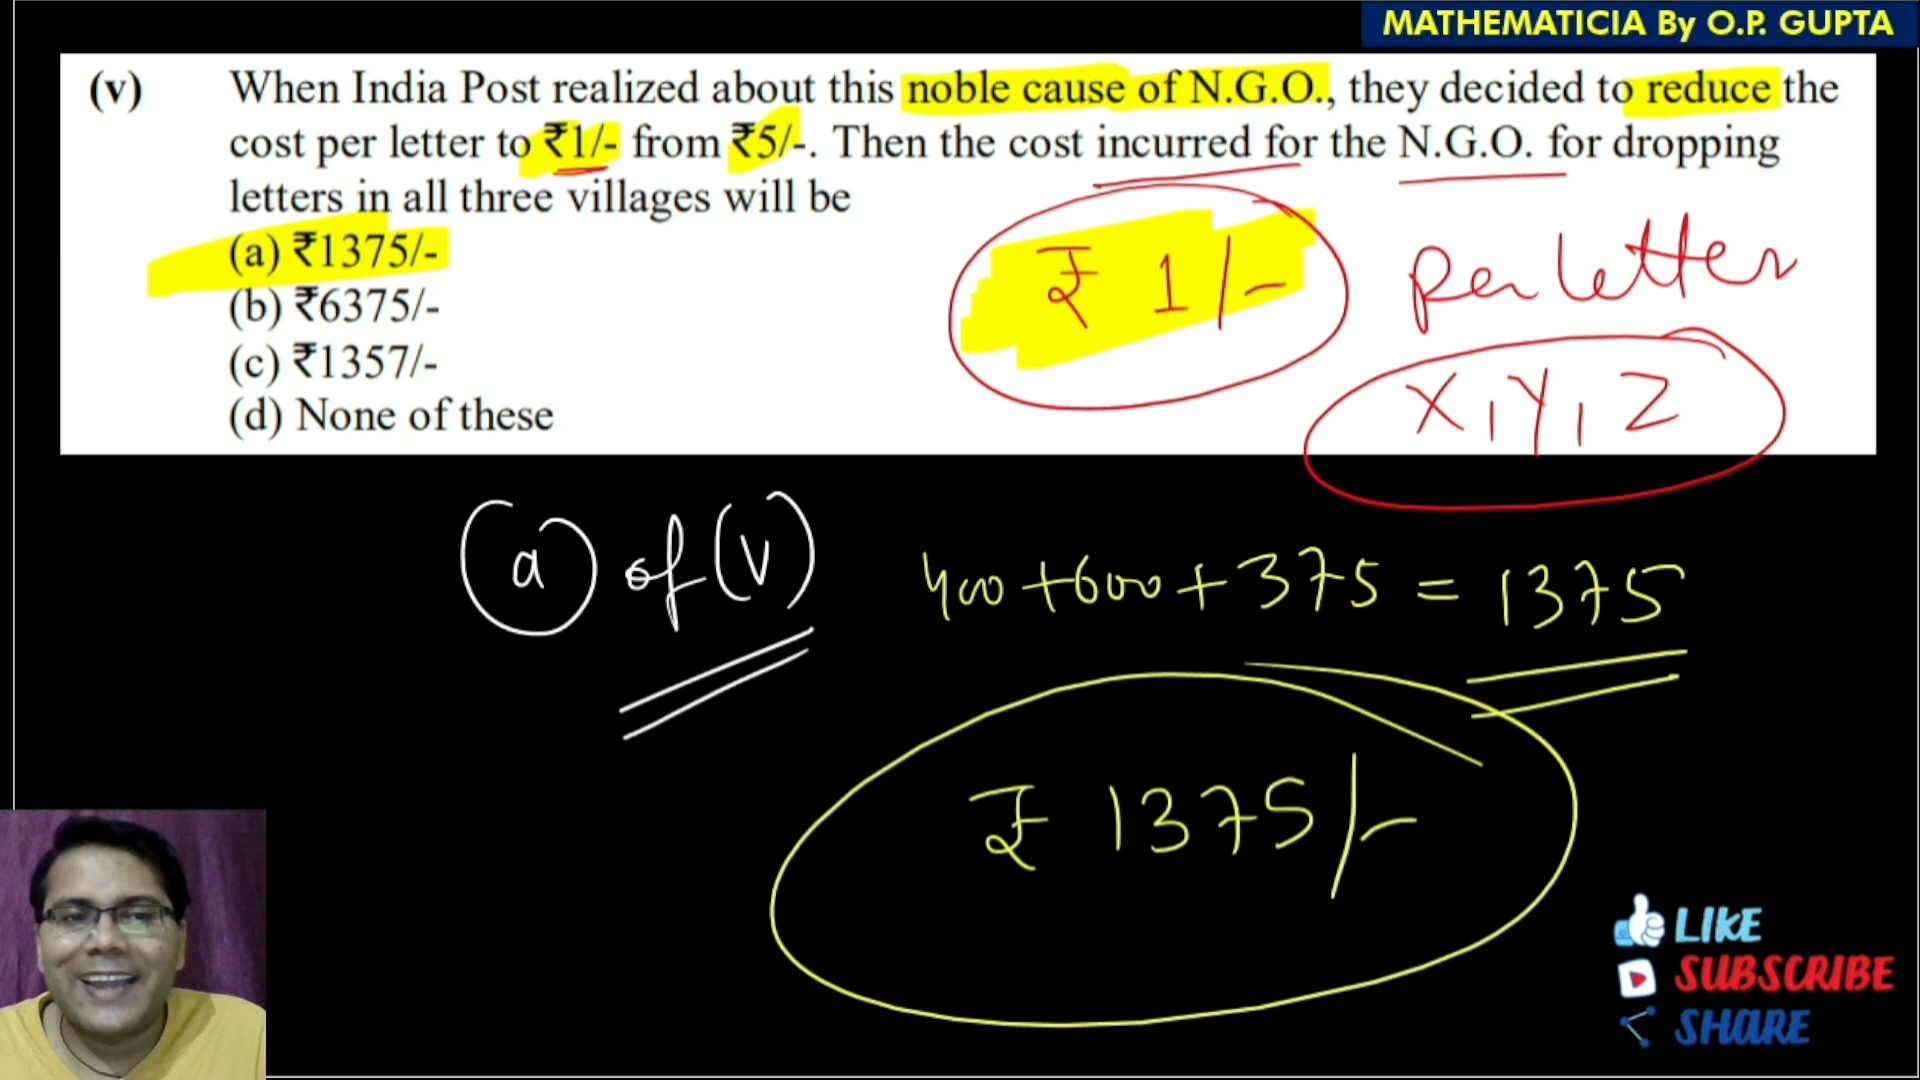 MATHEMATICIA By O.P. GUPTA
(v) When India Post realized about this noble cause of N.G.O., they decided to reduce the
cost per letter to ₹1/- from ₹5/-. Then the cost incurred for the N.G.O. for dropping
letters in all three villages will be
(a) ₹1375/-
(b) ₹6375/-
(c) ₹1357/-
(d) None of these
₹ 1/- per letter
X, Y, Z
(a) of (v)
400 + 600 + 375 = 1375
₹ 1375/-
LIKE
SUBSCRIBE
SHARE